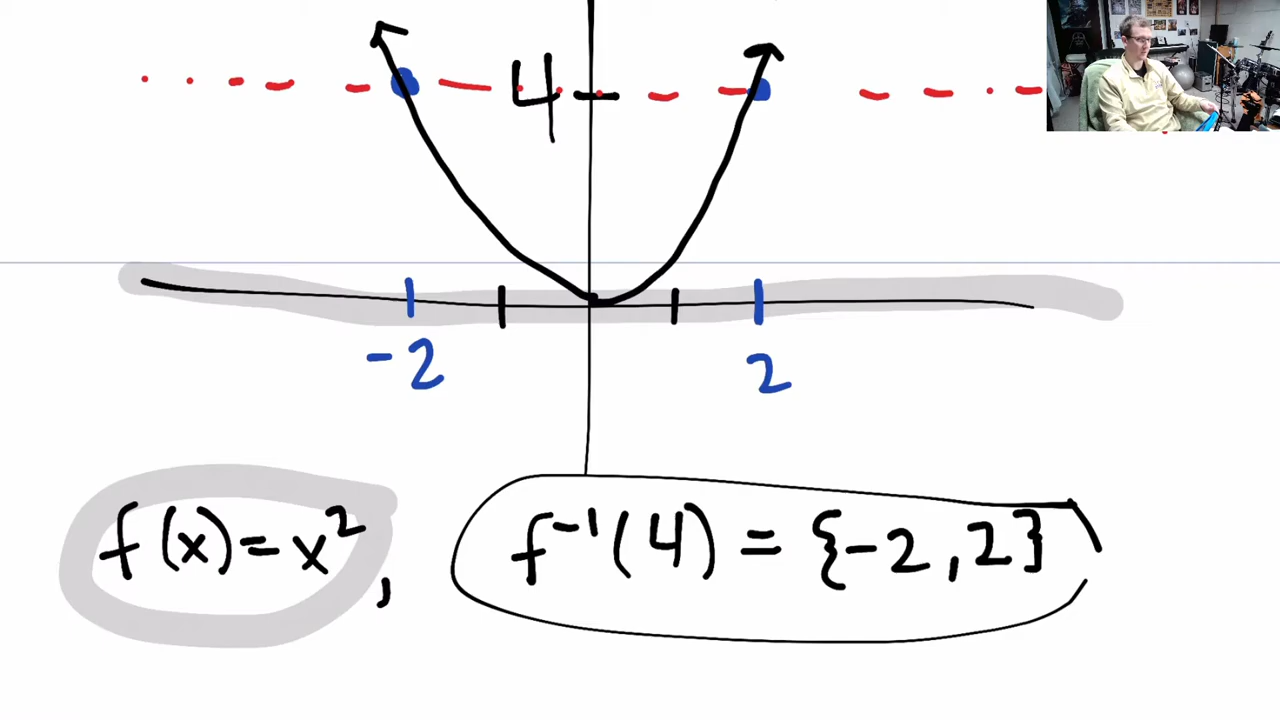 4
-2 2
f(x)=x², f⁻¹(4) = {-2,2}